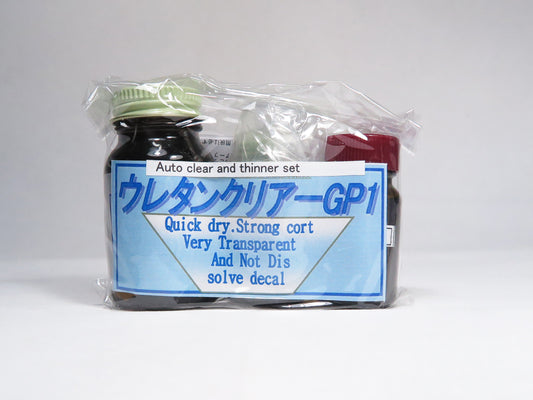 Auto clear and thinner set
ウレタンクリアーGP1
Quick dry.Strong cort
Very Transparent
And Not Dis
solve decal